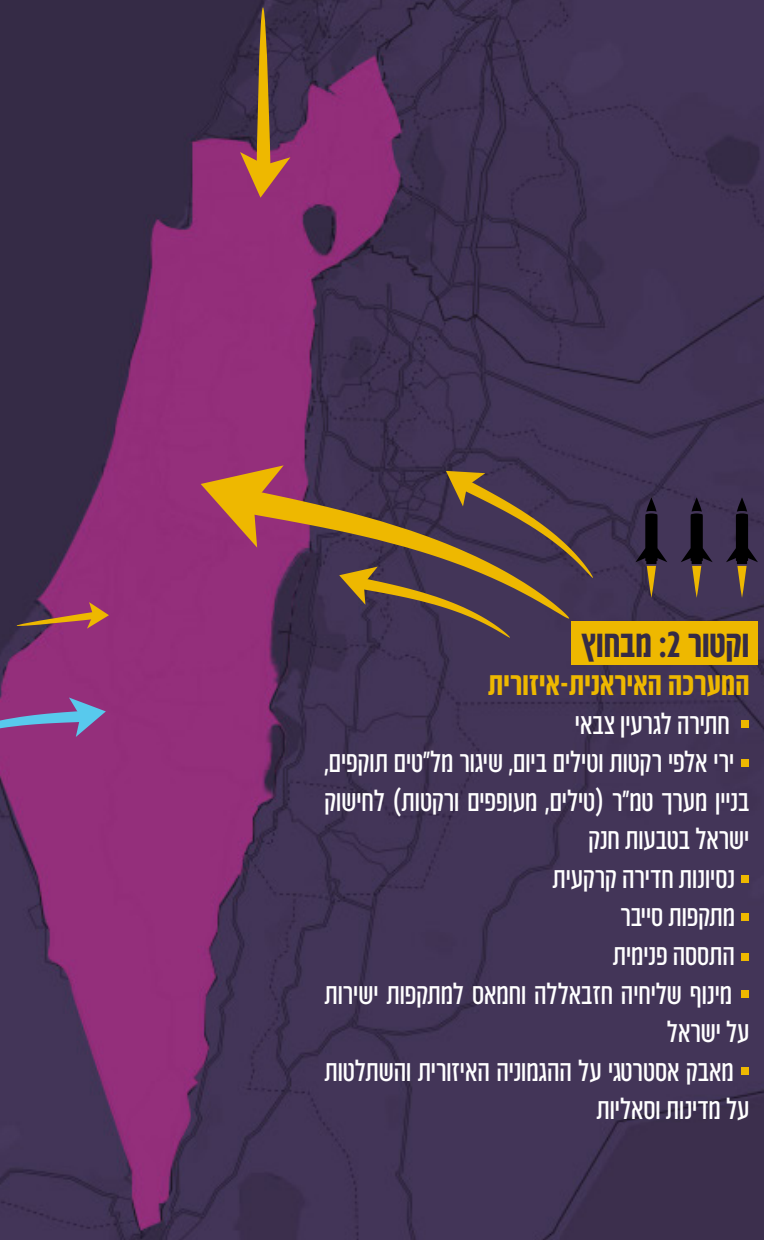 וקטור 2: מבחוץ
המערכה האיראנית-איזורית
▪ חתירה לגרעין צבאי
▪ ירי אלפי רקטות וטילים ביום, שיגור מל"טים תוקפים,
בניין מערך טמ"ר (טילים, מעופפים ורקטות) לחישוק
ישראל בטבעות חנק
▪ נסיונות חדירה קרקעית
▪ מתקפות סייבר
▪ התססה פנימית
▪ מינוף שליחיה חזבאללה וחמאס למתקפות ישירות
על ישראל
▪ מאבק אסטרטגי על ההגמוניה האיזורית והשתלטות
על מדינות וסאליות